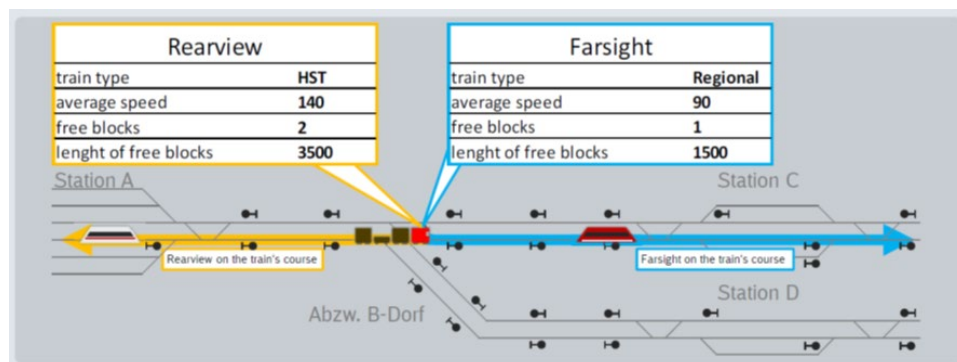 Rearview
train type HST
average speed 140
free blocks 2
lenght of free blocks 3500
Farsight
train type Regional
average speed 90
free blocks 1
lenght of free blocks 1500
Station A
Station C
Rearview on the train's course
Farsight on the train's course
Abzw. B-Dorf
Station D